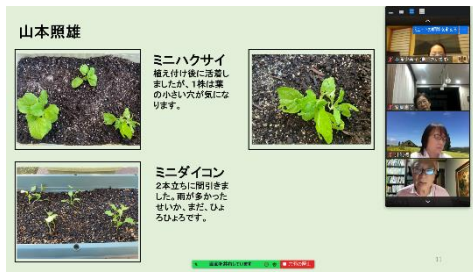 山本照雄
ミニハクサイ
植え付け後に活着し
ましたが、1株は葉
の小さい穴が気にな
ります。
ミニダイコン
2本立ちに間引きま
した。雨が多かった
せいか、まだ、ひょ
ろひょろです。